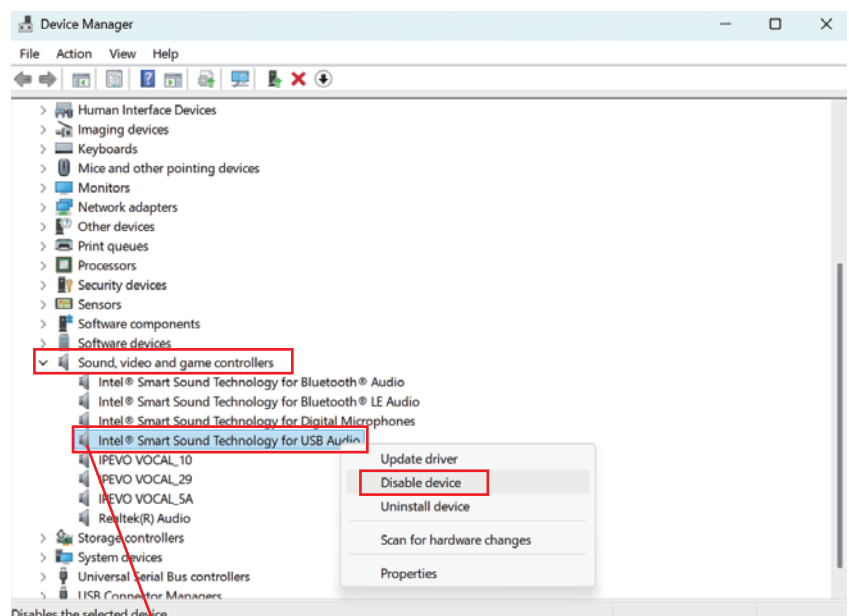 Device Manager
File Action View Help
Human Interface Devices
Imaging devices
Keyboards
Mice and other pointing devices
Monitors
Network adapters
Other devices
Print queues
Processors
Security devices
Sensors
Software components
Software devices
Sound, video and game controllers
Intel® Smart Sound Technology for Bluetooth® Audio
Intel® Smart Sound Technology for Bluetooth® LE Audio
Intel® Smart Sound Technology for Digital Microphones
Intel® Smart Sound Technology for USB Audio
IPEVO VOCAL_10
IPEVO VOCAL_29
IPEVO VOCAL_5A
Realtek(R) Audio
Storage controllers
System devices
Universal Serial Bus controllers
USB Connector Managers
Update driver
Disable device
Uninstall device
Scan for hardware changes
Properties
Disables the selected device.